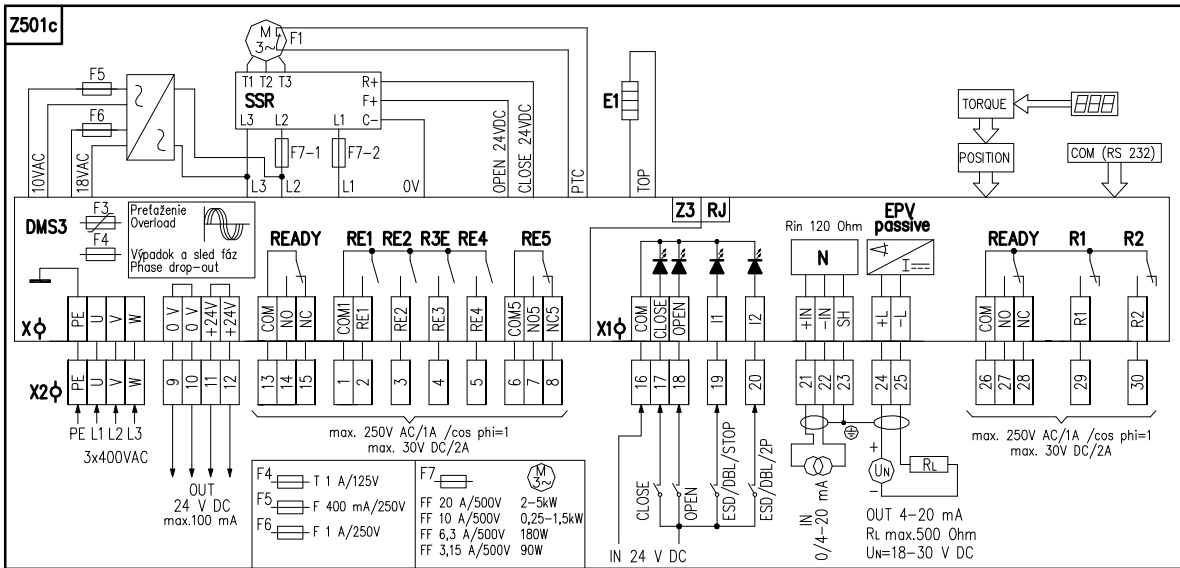 Z501c
M
3~
F1
F5
F6
T1 T2 T3
SSR
R+
F+
C-
L3 L2 L1
F7-1
F7-2
E1
TORQUE
POSITION
COM (RS 232)
10VAC
18VAC
L3
L2
L1
0V
OPEN 24VDC
CLOSE 24VDC
PTC
TOP
DMS3
F3
F4
Preťaženie
Overload
Výpadok a sled fáz
Phase drop-out
READY
RE1 RE2 R3E RE4
RE5
Z3 RJ
Rin 120 Ohm
N
EPV
passive
READY
R1
R2
X
PE
U
V
W
0 V
0 V
+24V
+24V
COM
NO
NC
COM1
RE1
RE2
RE3
RE4
COM5
NO5
NC5
X1
COM
CLOSE
OPEN
I1
I2
+IN
-IN
SH
+L
-L
COM
NO
NC
R1
R2
X2
PE
U
V
W
9
10
11
12
13
14
15
1
2
3
4
5
6
7
8
16
17
18
19
20
21
22
23
24
25
26
27
28
29
30
PE L1 L2 L3
3x400VAC
OUT
24 V DC
max.100 mA
max. 250V AC/1A /cos phi=1
max. 30V DC/2A
F4 T 1 A/125V
F5 F 400 mA/250V
F6 F 1 A/250V
F7
M
3~
FF 20 A/500V 2-5kW
FF 10 A/500V 0,25-1,5kW
FF 6,3 A/500V 180W
FF 3,15 A/500V 90W
CLOSE
OPEN
ESD/DBL/STOP
ESD/DBL/2P
IN 24 V DC
IN
0/4-20 mA
+
UN
-
RL
OUT 4-20 mA
RL max.500 Ohm
UN=18-30 V DC
max. 250V AC/1A /cos phi=1
max. 30V DC/2A